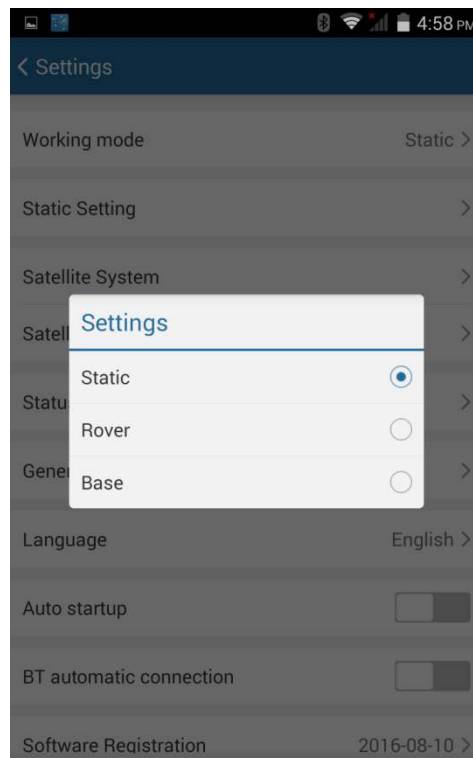 4:58 PM
< Settings
Working mode Static >
Static Setting >
Satellite System >
Satell >
Settings
Static
Statu >
Rover
Gener >
Base
Language English >
Auto startup
BT automatic connection
Software Registration 2016-08-10 >